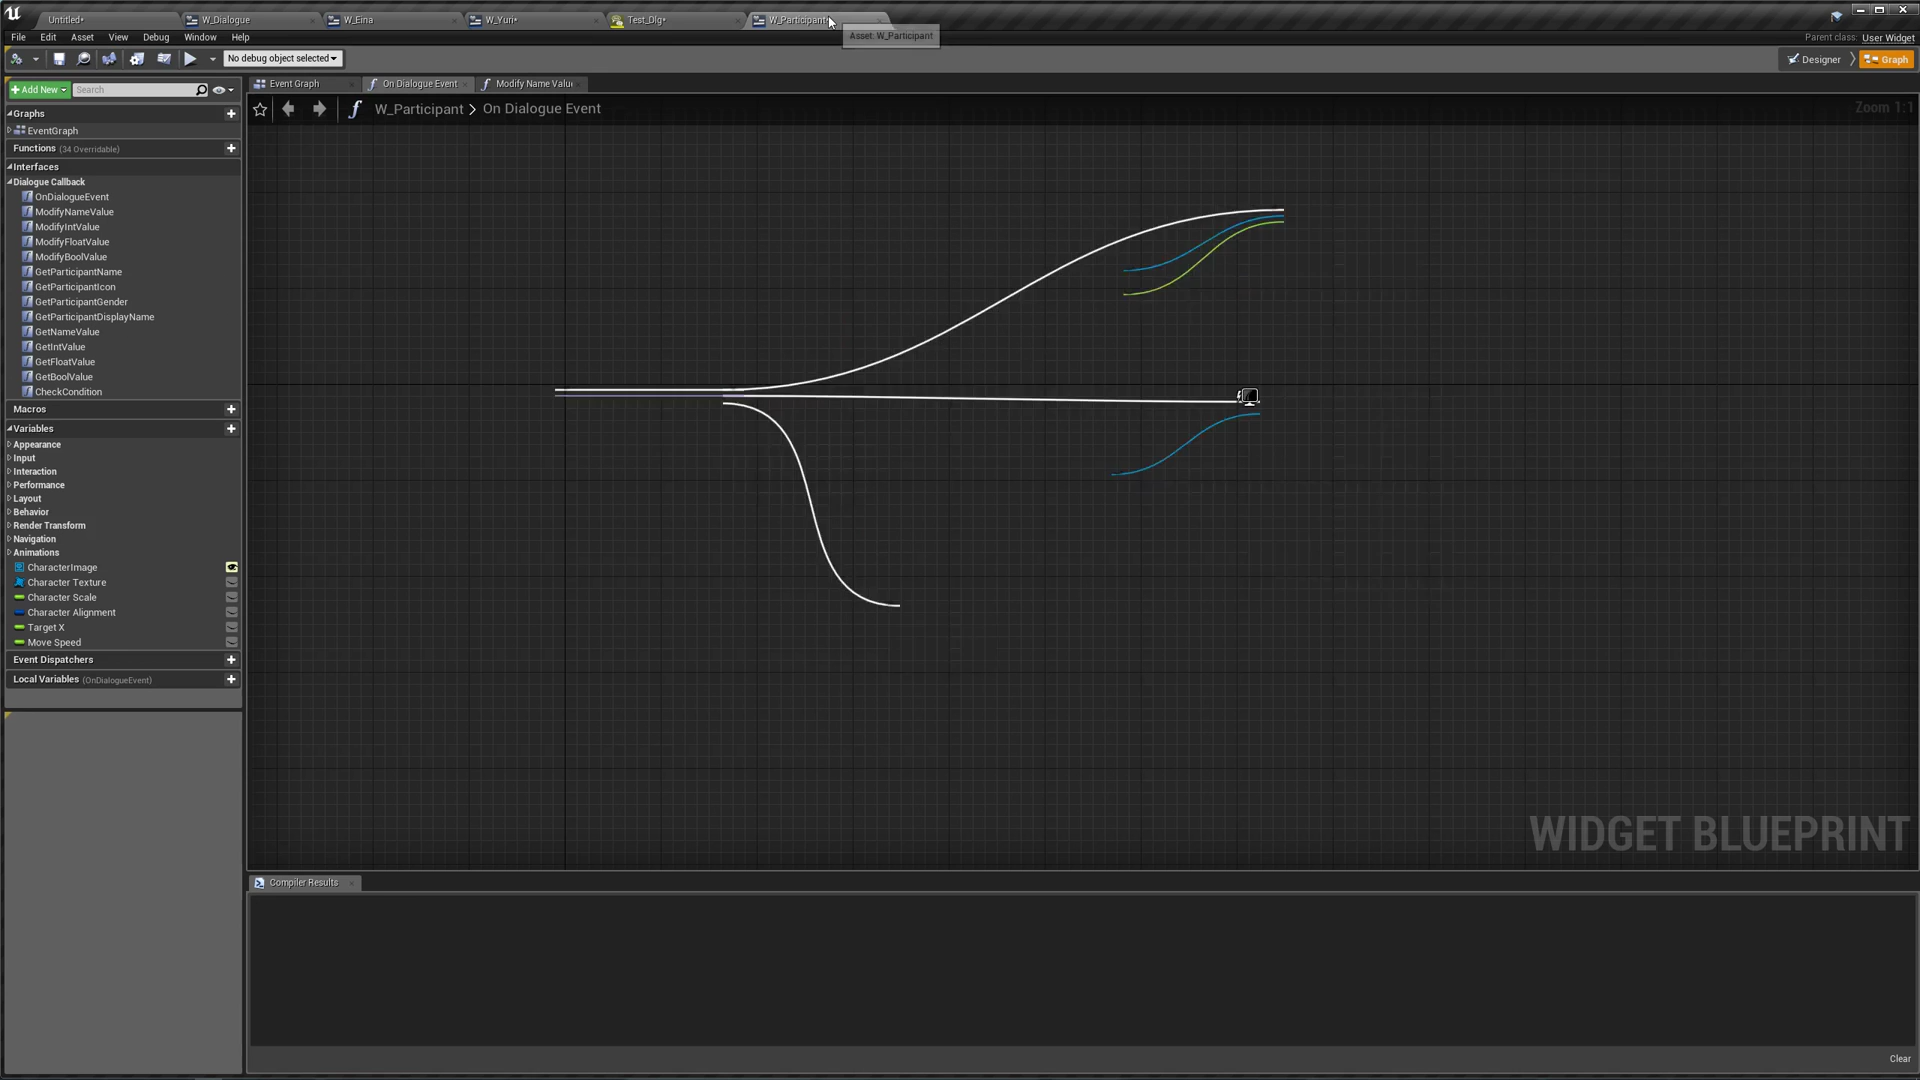 Untitled•
W_Dialogue
W_Eina
W_Yuri•
Test_Dlg•
W_Participant
Asset: W_Participant
File
Edit
Asset
View
Debug
Window
Help
Parent class: User Widget
No debug object selected
Designer
Graph
+ Add New
Search
Event Graph
On Dialogue Event
Modify Name Value
W_Participant > On Dialogue Event
Zoom 1:1
Graphs
EventGraph
Functions (34 Overridable)
Interfaces
Dialogue Callback
OnDialogueEvent
ModifyNameValue
ModifyIntValue
ModifyFloatValue
ModifyBoolValue
GetParticipantName
GetParticipantIcon
GetParticipantGender
GetParticipantDisplayName
GetNameValue
GetIntValue
GetFloatValue
GetBoolValue
CheckCondition
Macros
Variables
Appearance
Input
Interaction
Performance
Layout
Behavior
Render Transform
Navigation
Animations
CharacterImage
Character Texture
Character Scale
Character Alignment
Target X
Move Speed
Event Dispatchers
Local Variables (OnDialogueEvent)
WIDGET BLUEPRINT
Compiler Results
Clear